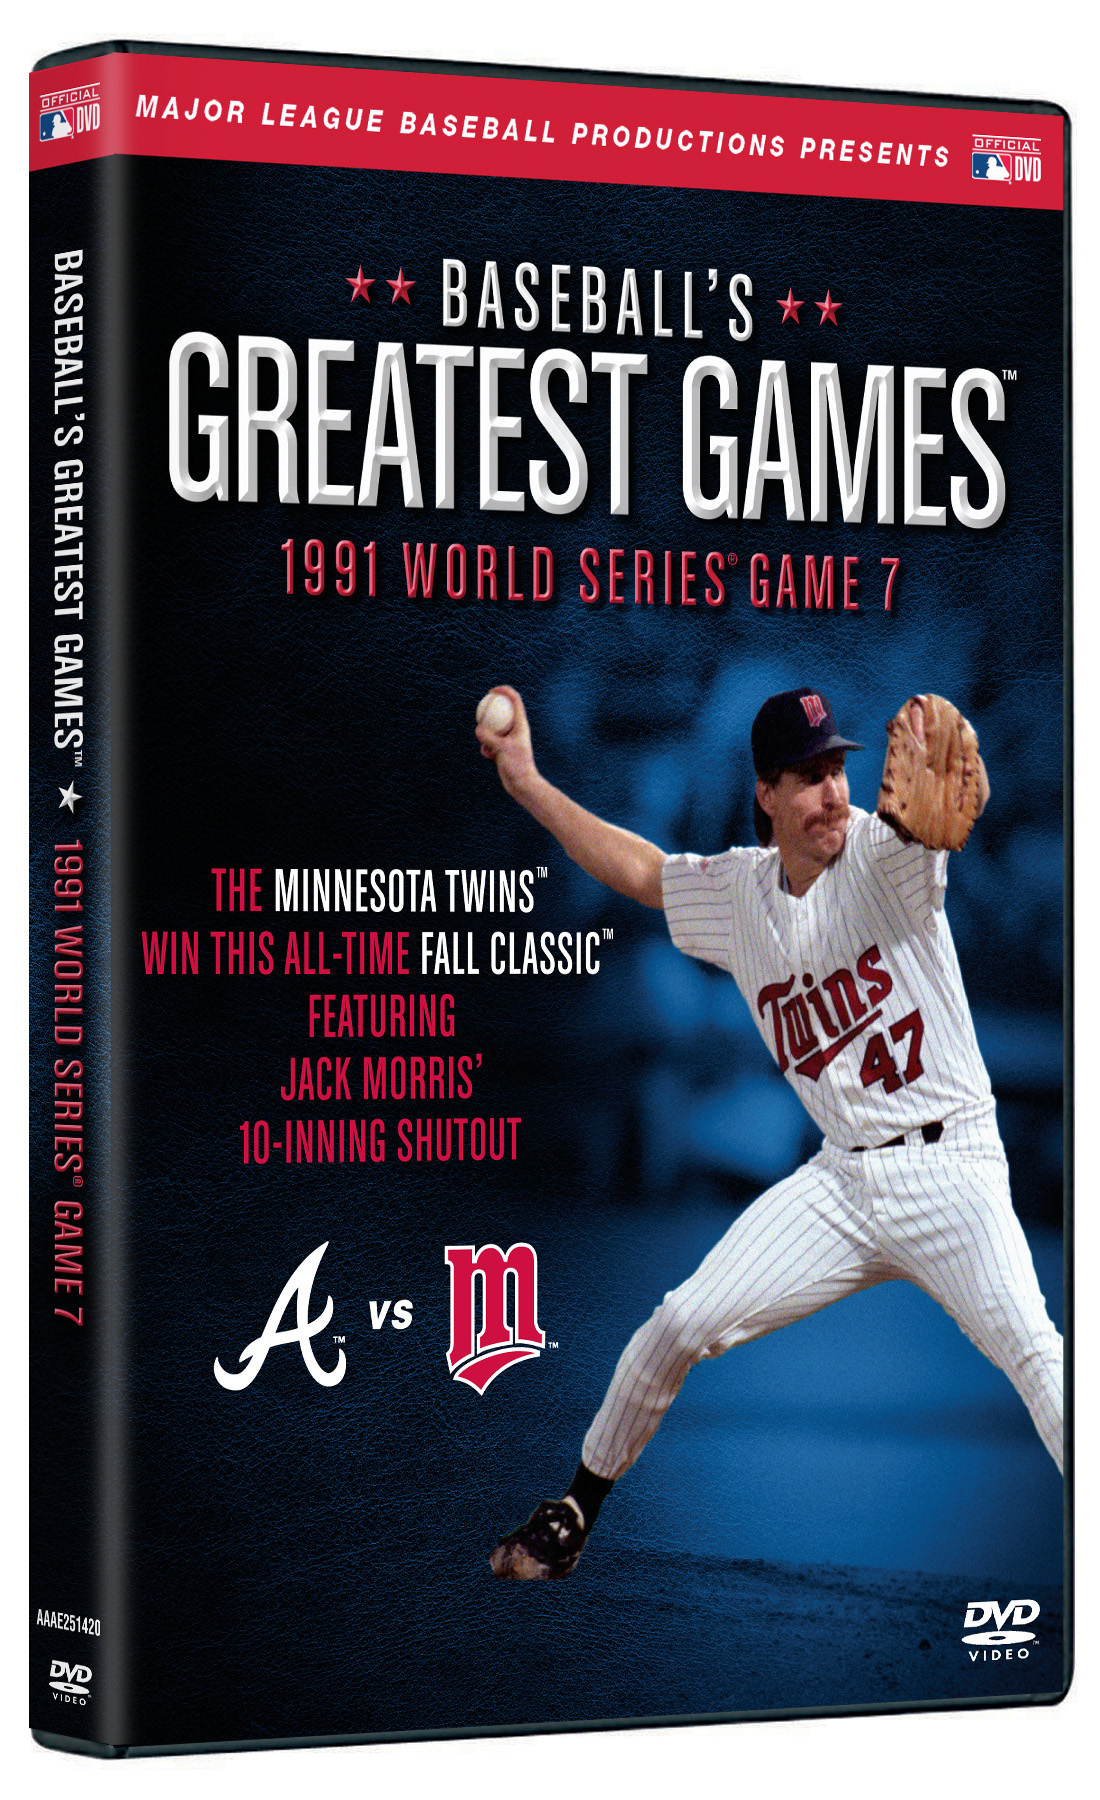 OFFICIAL
DVD
MAJOR LEAGUE BASEBALL PRODUCTIONS PRESENTS
OFFICIAL
DVD
BASEBALL'S
GREATEST GAMES™
1991 WORLD SERIES® GAME 7
THE MINNESOTA TWINS™
WIN THIS ALL-TIME FALL CLASSIC™
FEATURING
JACK MORRIS'
10-INNING SHUTOUT
A™ vs m™
m
Twins
47
DVD
VIDEO™
BASEBALL'S GREATEST GAMES™ ★ 1991 WORLD SERIES® GAME 7
AAAE251420
DVD
VIDEO